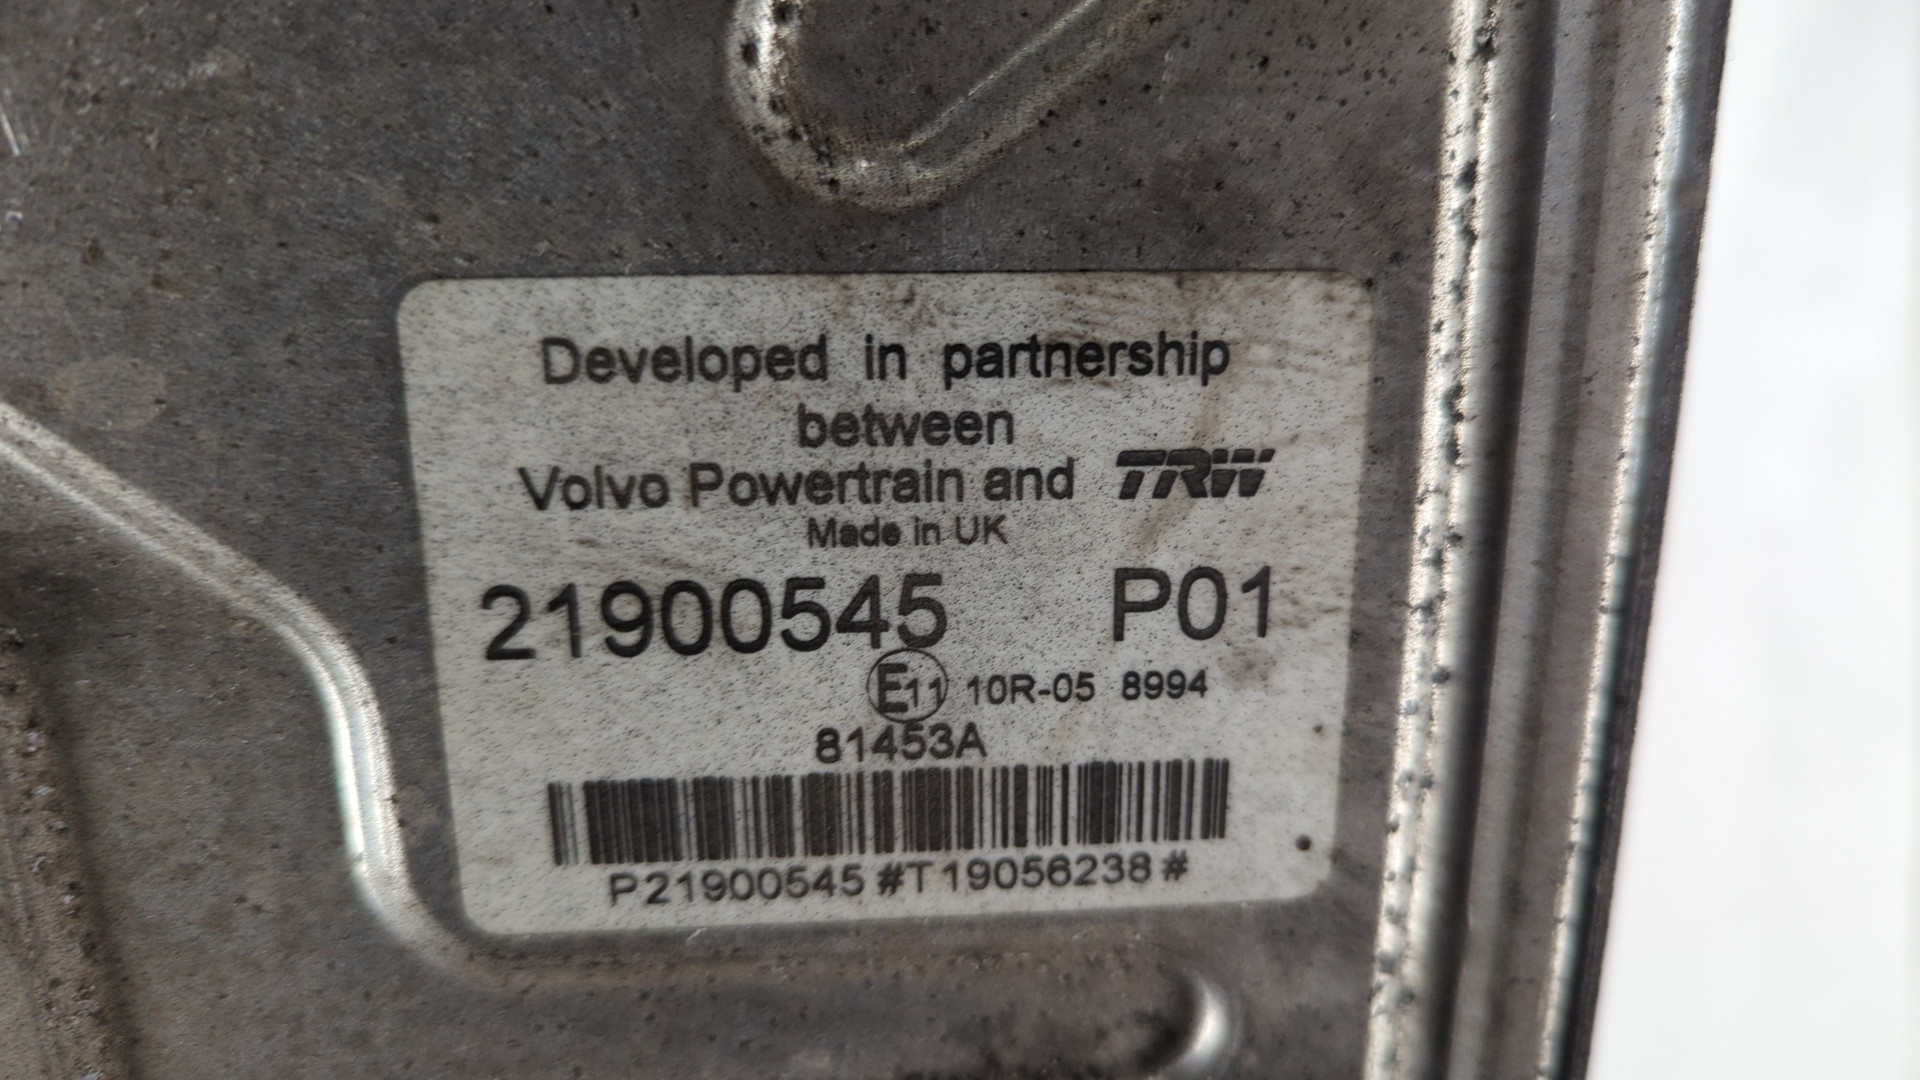 Developed in partnership
between
Volvo Powertrain and TRW
Made in UK
21900545 P01
E11 10R-05 8994
81453A
P21900545#T19056238#